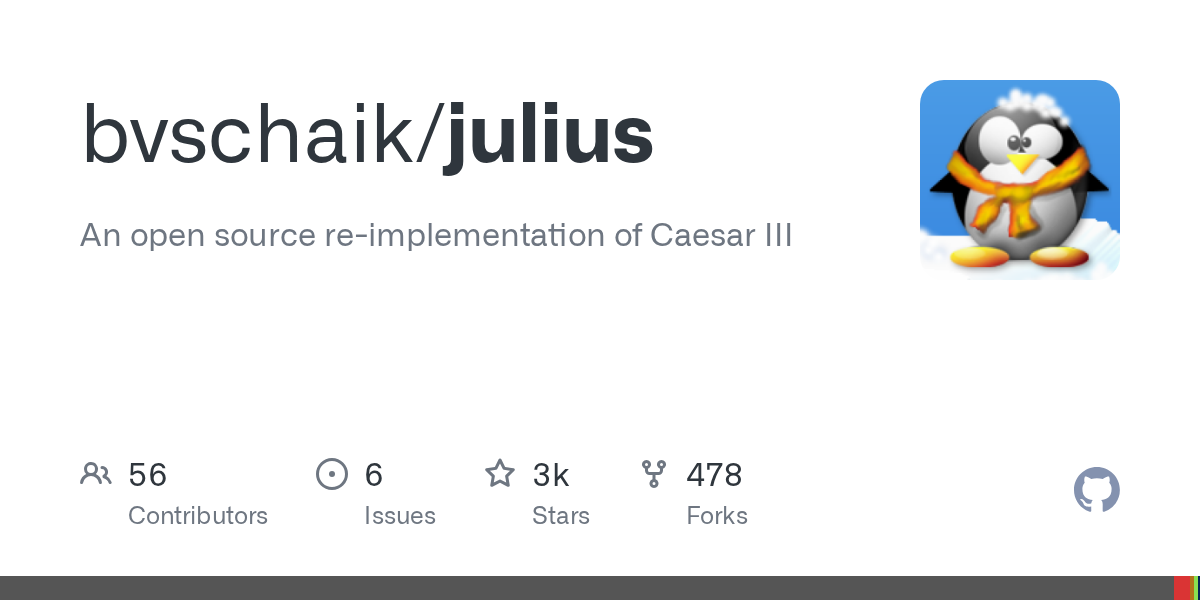 bvschaik/julius
An open source re-implementation of Caesar III
56
Contributors
6
Issues
3k
Stars
478
Forks